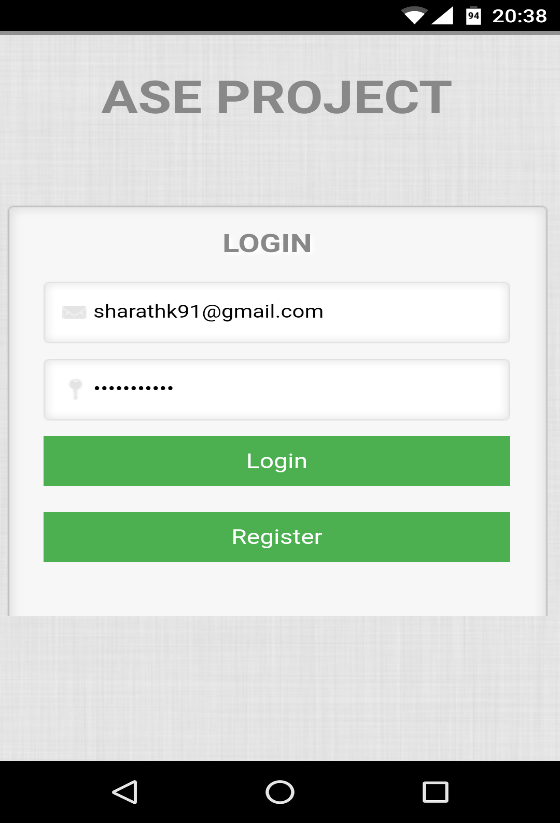 94 20:38
ASE PROJECT
LOGIN
sharathk91@gmail.com
•••••••••••
Login
Register